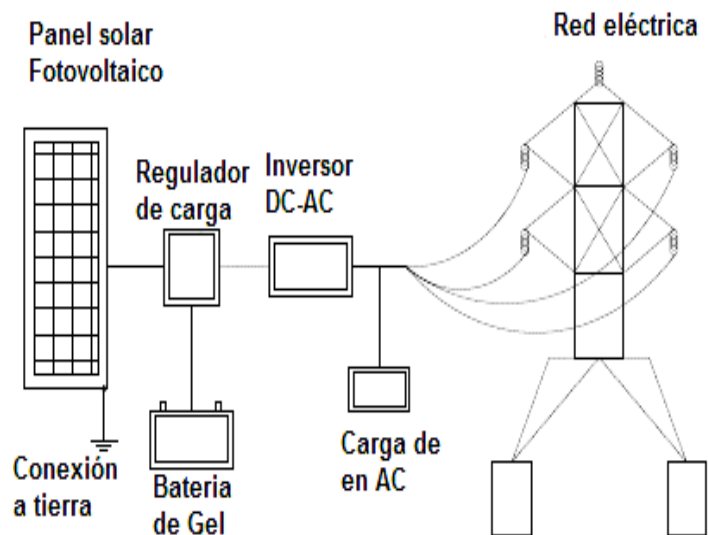 Panel solar
Fotovoltaico
Red eléctrica
Regulador
de carga
Inversor
DC-AC
Conexión
a tierra
Bateria
de Gel
Carga de
en AC